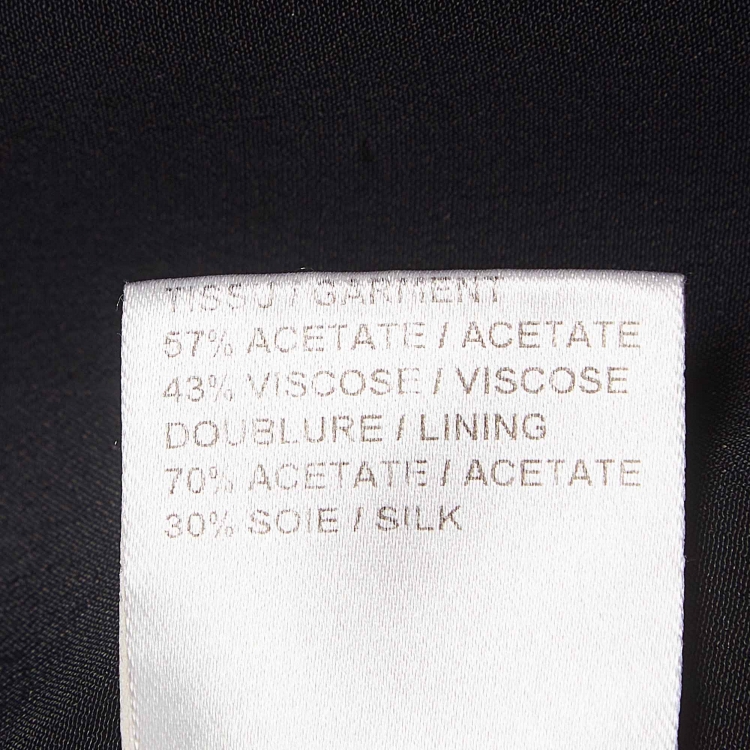 TISSU / GARMENT
57% ACETATE / ACETATE
43% VISCOSE / VISCOSE
DOUBLURE / LINING
70% ACETATE / ACETATE
30% SOIE / SILK